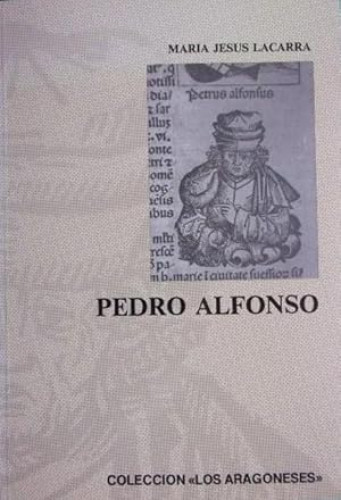 MARIA JESUS LACARRA
Petrus alfonsus
PEDRO ALFONSO
COLECCION «LOS ARAGONESES»